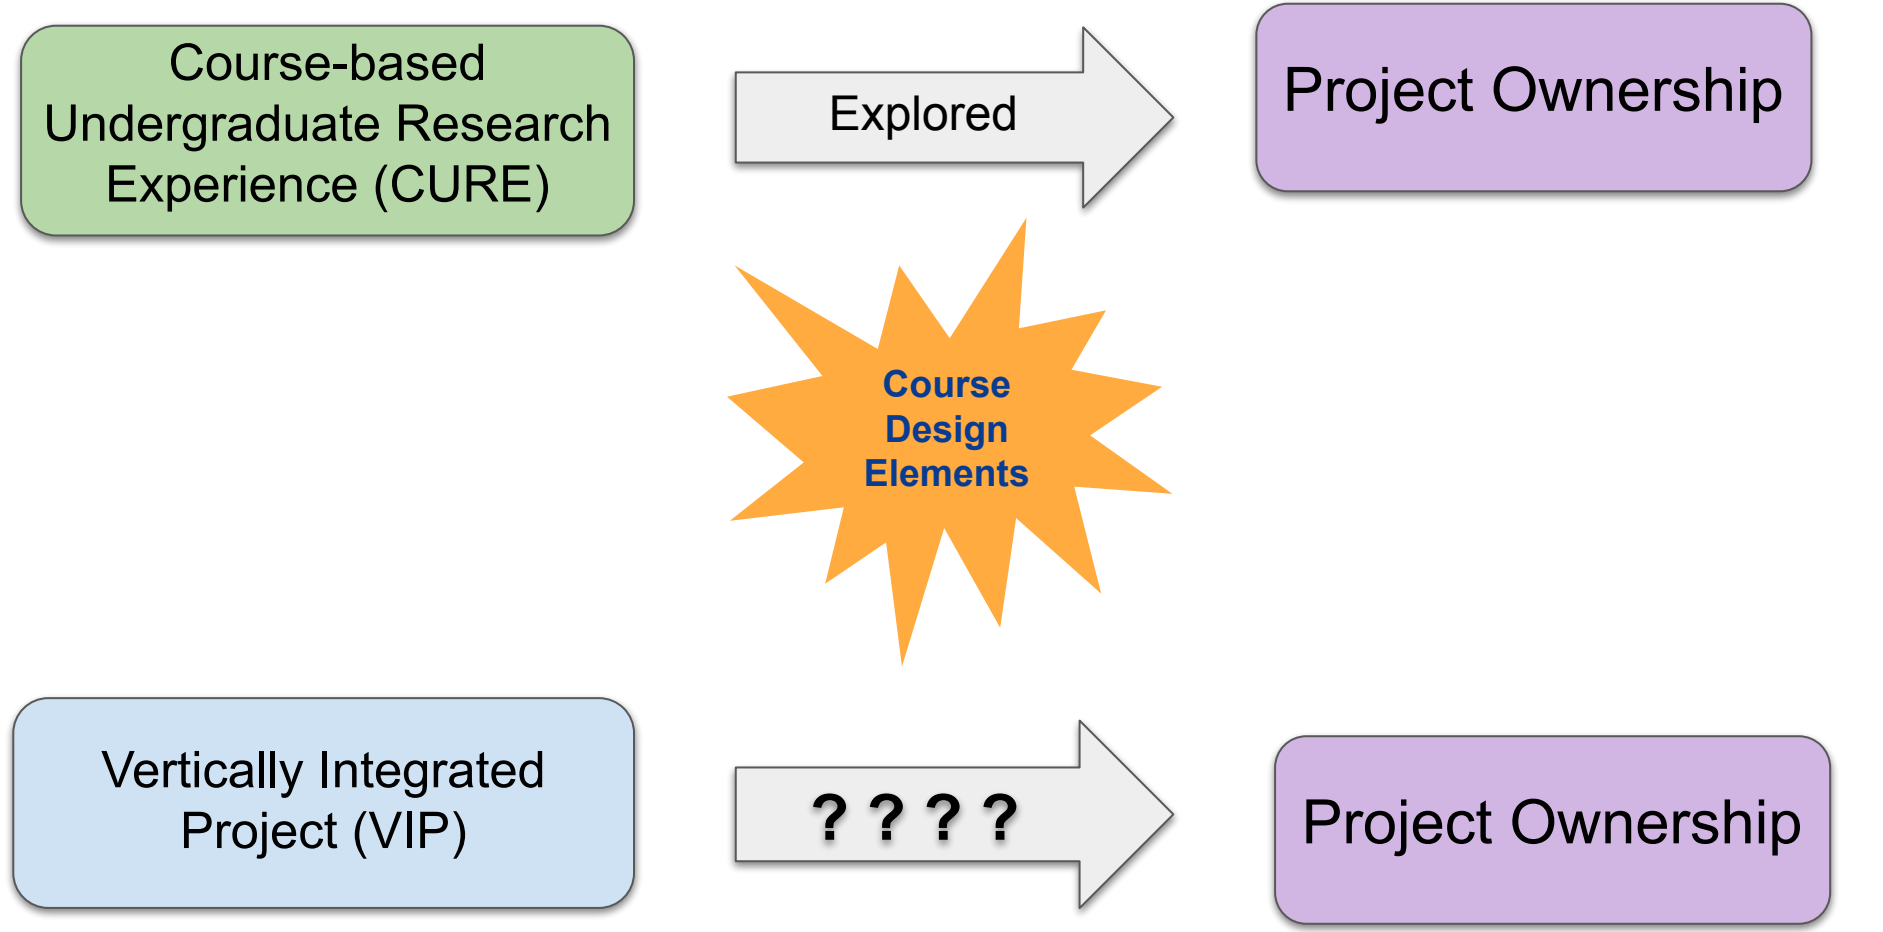 Course-based
Undergraduate Research
Experience (CURE)
Explored
Project Ownership
Course
Design
Elements
Vertically Integrated
Project (VIP)
? ? ? ?
Project Ownership